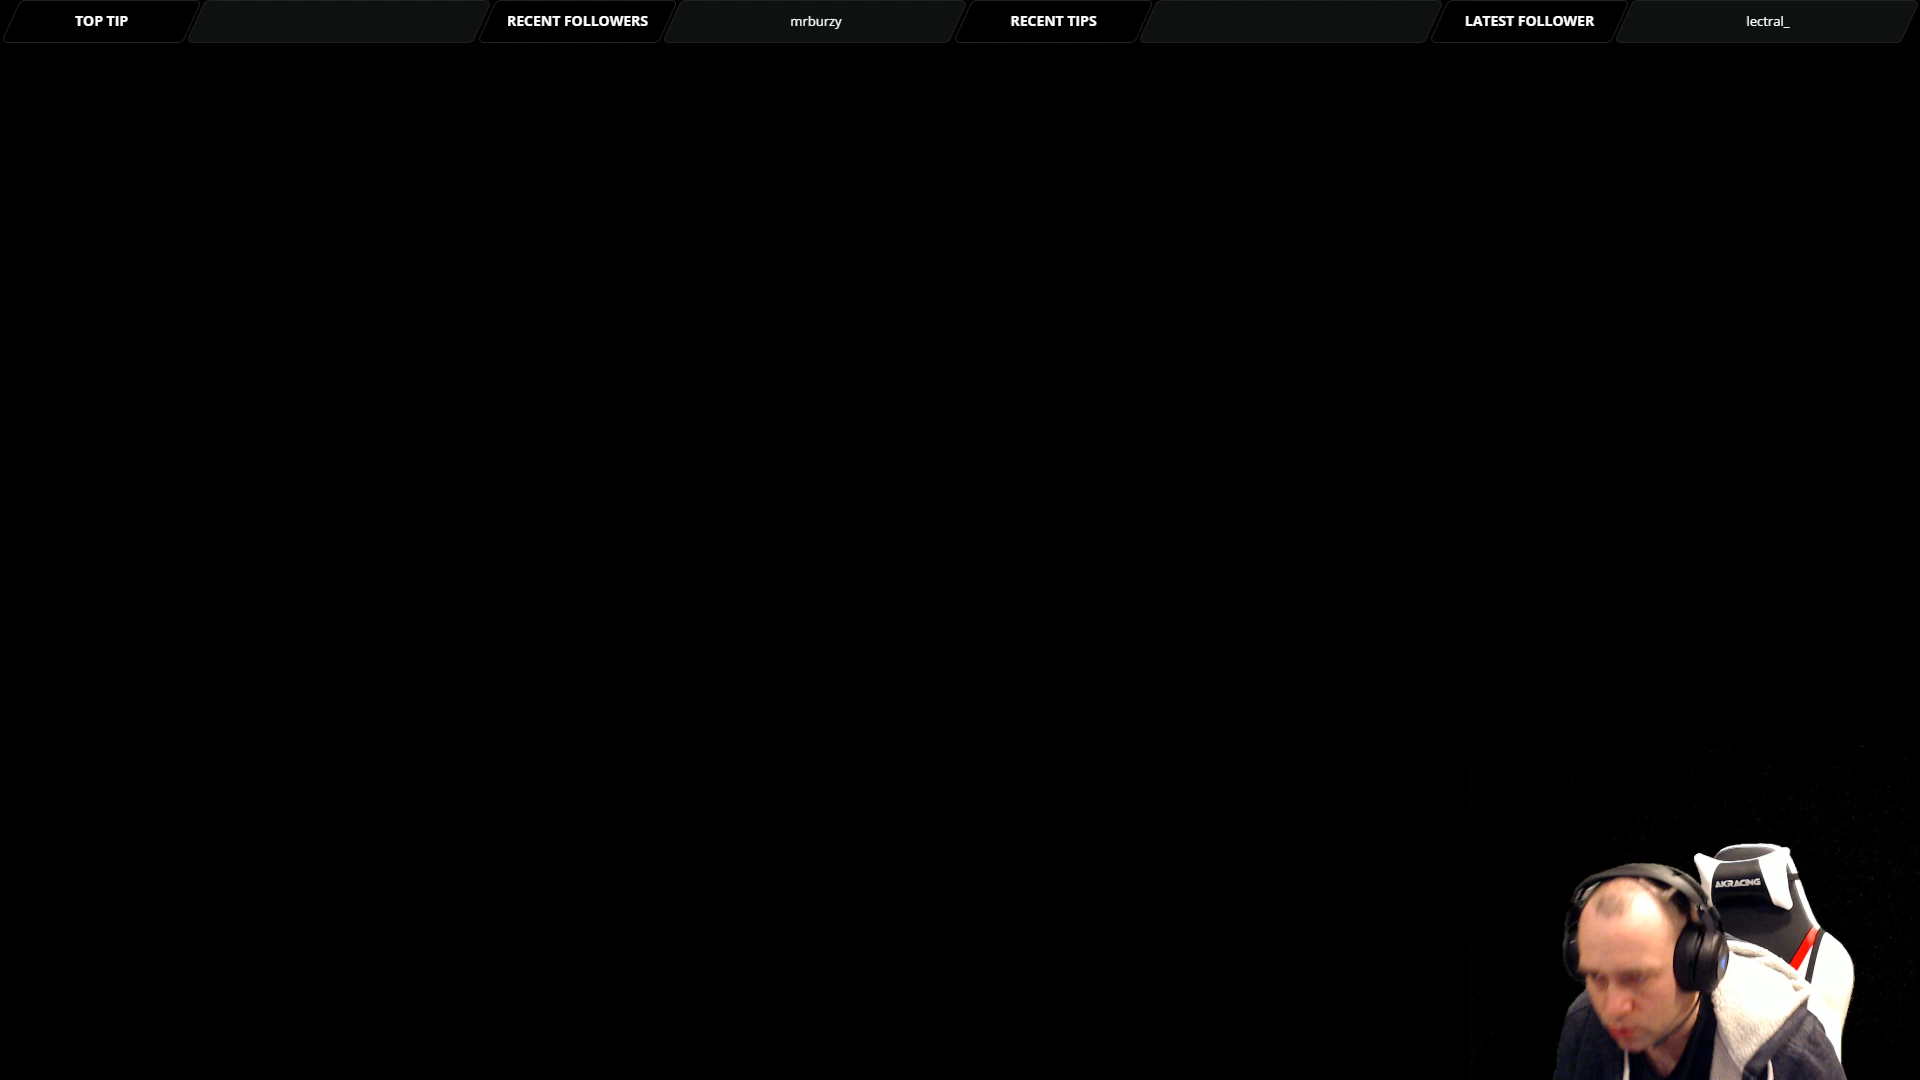 TOP TIP
RECENT FOLLOWERS
mrburzy
RECENT TIPS
LATEST FOLLOWER
lectral_
AKRACING